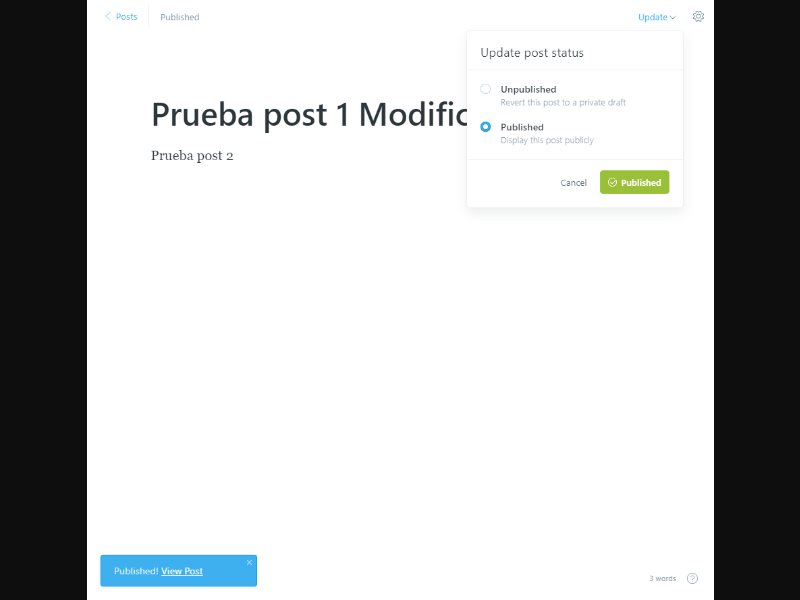 Posts
Published
Update
Update post status
Unpublished
Revert this post to a private draft
Published
Display this post publicly
Cancel
Published
Prueba post 1
Prueba post 2
Published! View Post
3 words
?